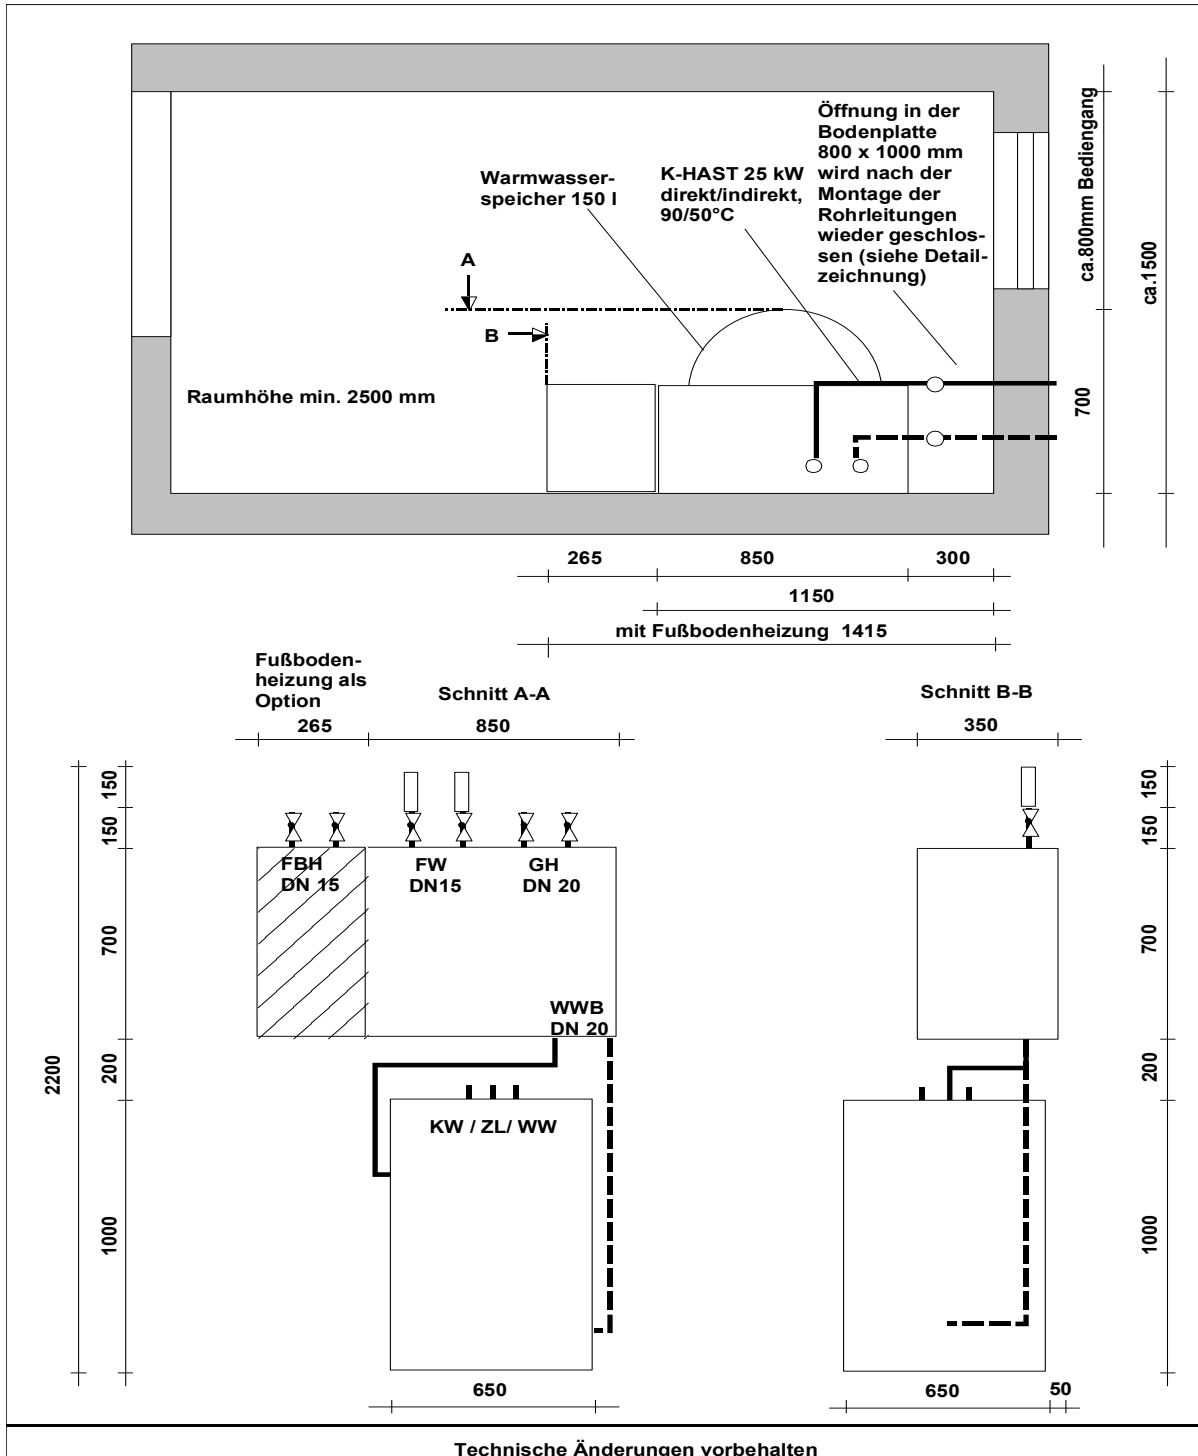 Öffnung in der
Bodenplatte
800 x 1000 mm
wird nach der
Montage der
Rohrleitungen
wieder geschlos-
sen (siehe Detail-
zeichnung)
K-HAST 25 kW
direkt/indirekt,
90/50°C
Warmwasser-
speicher 150 l
A
B
Raumhöhe min. 2500 mm
ca.800mm Bediengang
ca.1500
700
265
850
300
1150
mit Fußbodenheizung 1415
Fußboden-
heizung als
Option
Schnitt A-A
Schnitt B-B
265
850
350
150
150
700
200
1000
2200
FBH
DN 15
FW
DN15
GH
DN 20
WWB
DN 20
KW / ZL/ WW
650
150
150
700
200
1000
650
50
Technische Änderungen vorbehalten